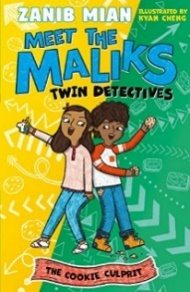 ZANIB MIAN
ILLUSTRATED BY
KYAN CHENG
MEET THE
MALIKS
TWIN DETECTIVES
THE COOKIE CULPRIT